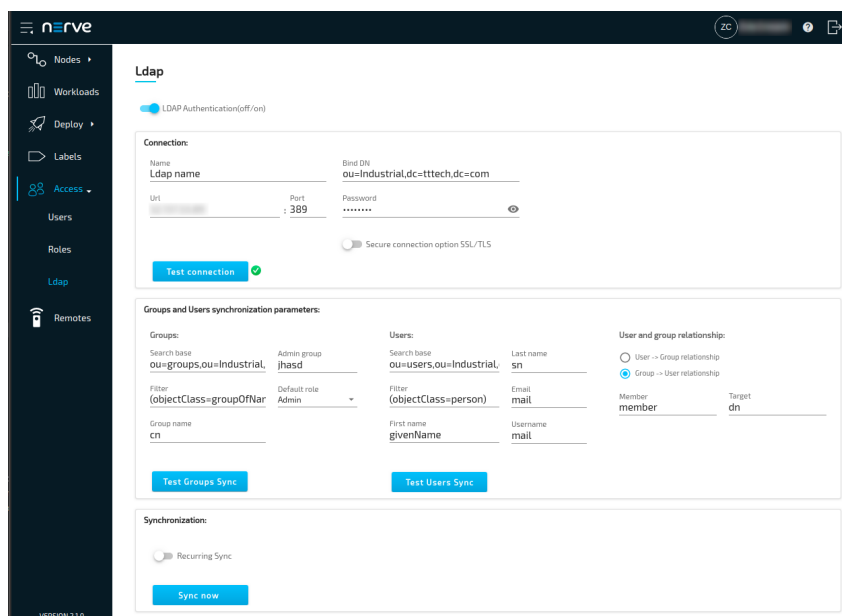 nerve
ZC
Nodes
Workloads
Deploy
Labels
Access
Users
Roles
Ldap
Remotes
VERSION 2.1.0
Ldap
LDAP Authentication(off/on)
Connection:
Name
Ldap name
Bind DN
ou=Industrial,dc=tttech,dc=com
Url
Port
: 389
Password
••••••••
Secure connection option SSL/TLS
Test connection
Groups and Users synchronization parameters:
Groups:
Search base
ou=groups,ou=Industrial,
Admin group
jhasd
Filter
(objectClass=groupOfNar
Default role
Admin
Group name
cn
Test Groups Sync
Users:
Search base
ou=users,ou=Industrial,
Last name
sn
Filter
(objectClass=person)
Email
mail
First name
givenName
Username
mail
Test Users Sync
User and group relationship:
User -> Group relationship
Group -> User relationship
Member
member
Target
dn
Synchronization:
Recurring Sync
Sync now